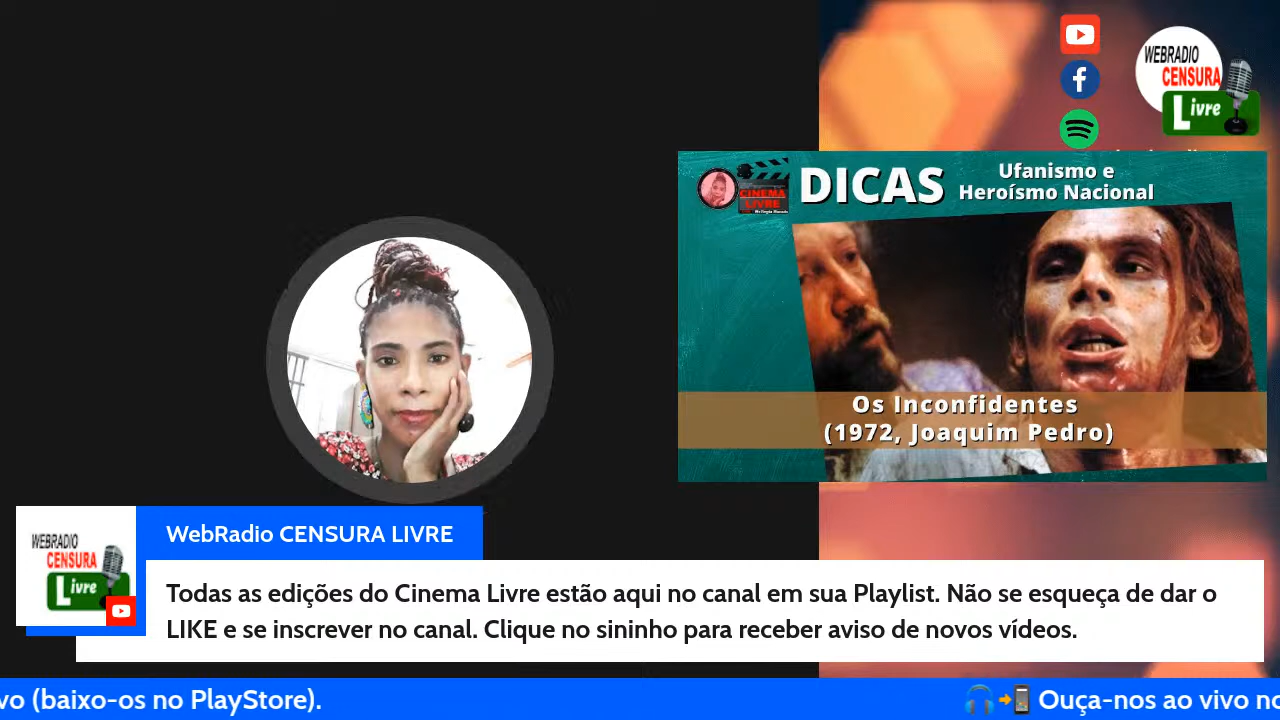 WEBRADIO
CENSURA
Livre
CINEMA
LIVRE
DICAS
Ufanismo e
Heroísmo Nacional
Os Inconfidentes
(1972, Joaquim Pedro)
WEBRADIO
CENSURA
Livre
WebRadio CENSURA LIVRE
Todas as edições do Cinema Livre estão aqui no canal em sua Playlist. Não se esqueça de dar o
LIKE e se inscrever no canal. Clique no sininho para receber aviso de novos vídeos.
vo (baixo-os no PlayStore).
Ouça-nos ao vivo no